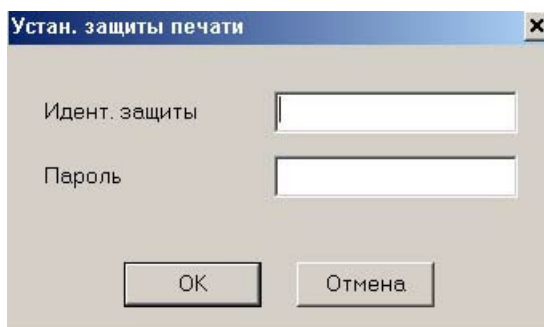 Устан. защиты печати
Идент. защиты
Пароль
OK
Отмена